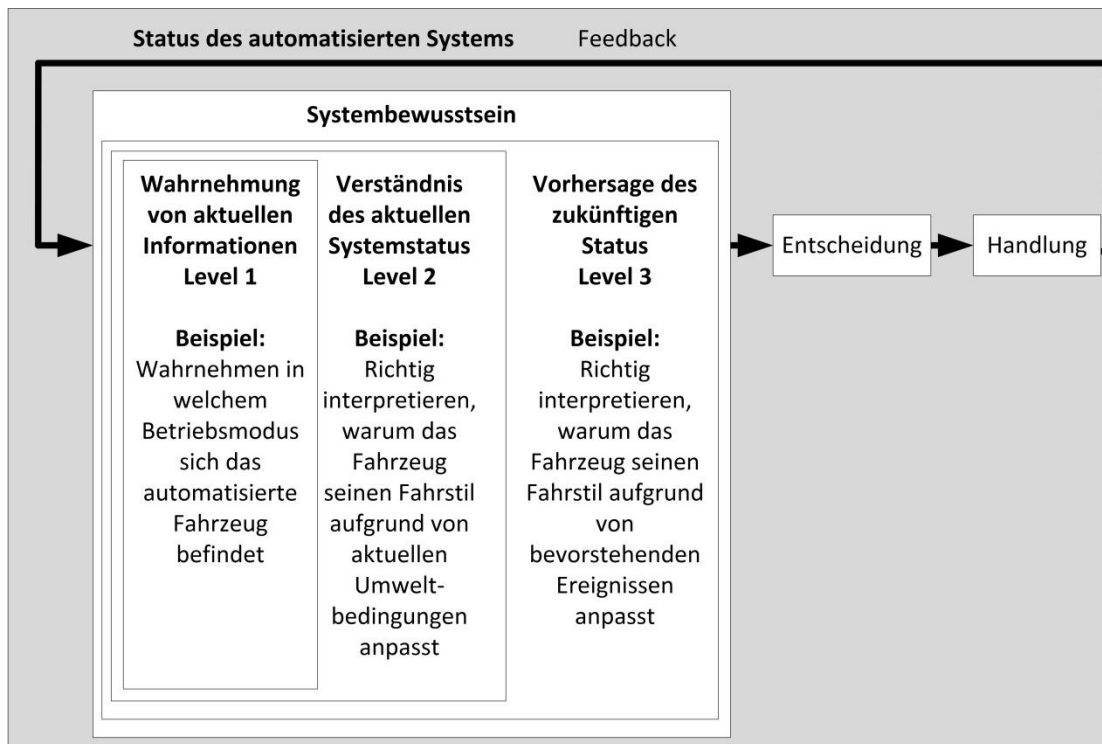 Status des automatisierten Systems Feedback
Systembewusstsein
Wahrnehmung
von aktuellen
Informationen
Level 1
Beispiel:
Wahrnehmen in
welchem
Betriebsmodus
sich das
automatisierte
Fahrzeug
befindet
Verständnis
des aktuellen
Systemstatus
Level 2
Beispiel:
Richtig
interpretieren,
warum das
Fahrzeug
seinen Fahrstil
aufgrund von
aktuellen
Umwelt-
bedingungen
anpasst
Vorhersage des
zukünftigen
Status
Level 3
Beispiel:
Richtig
interpretieren,
warum das
Fahrzeug seinen
Fahrstil aufgrund
von
bevorstehenden
Ereignissen
anpasst
Entscheidung
Handlung